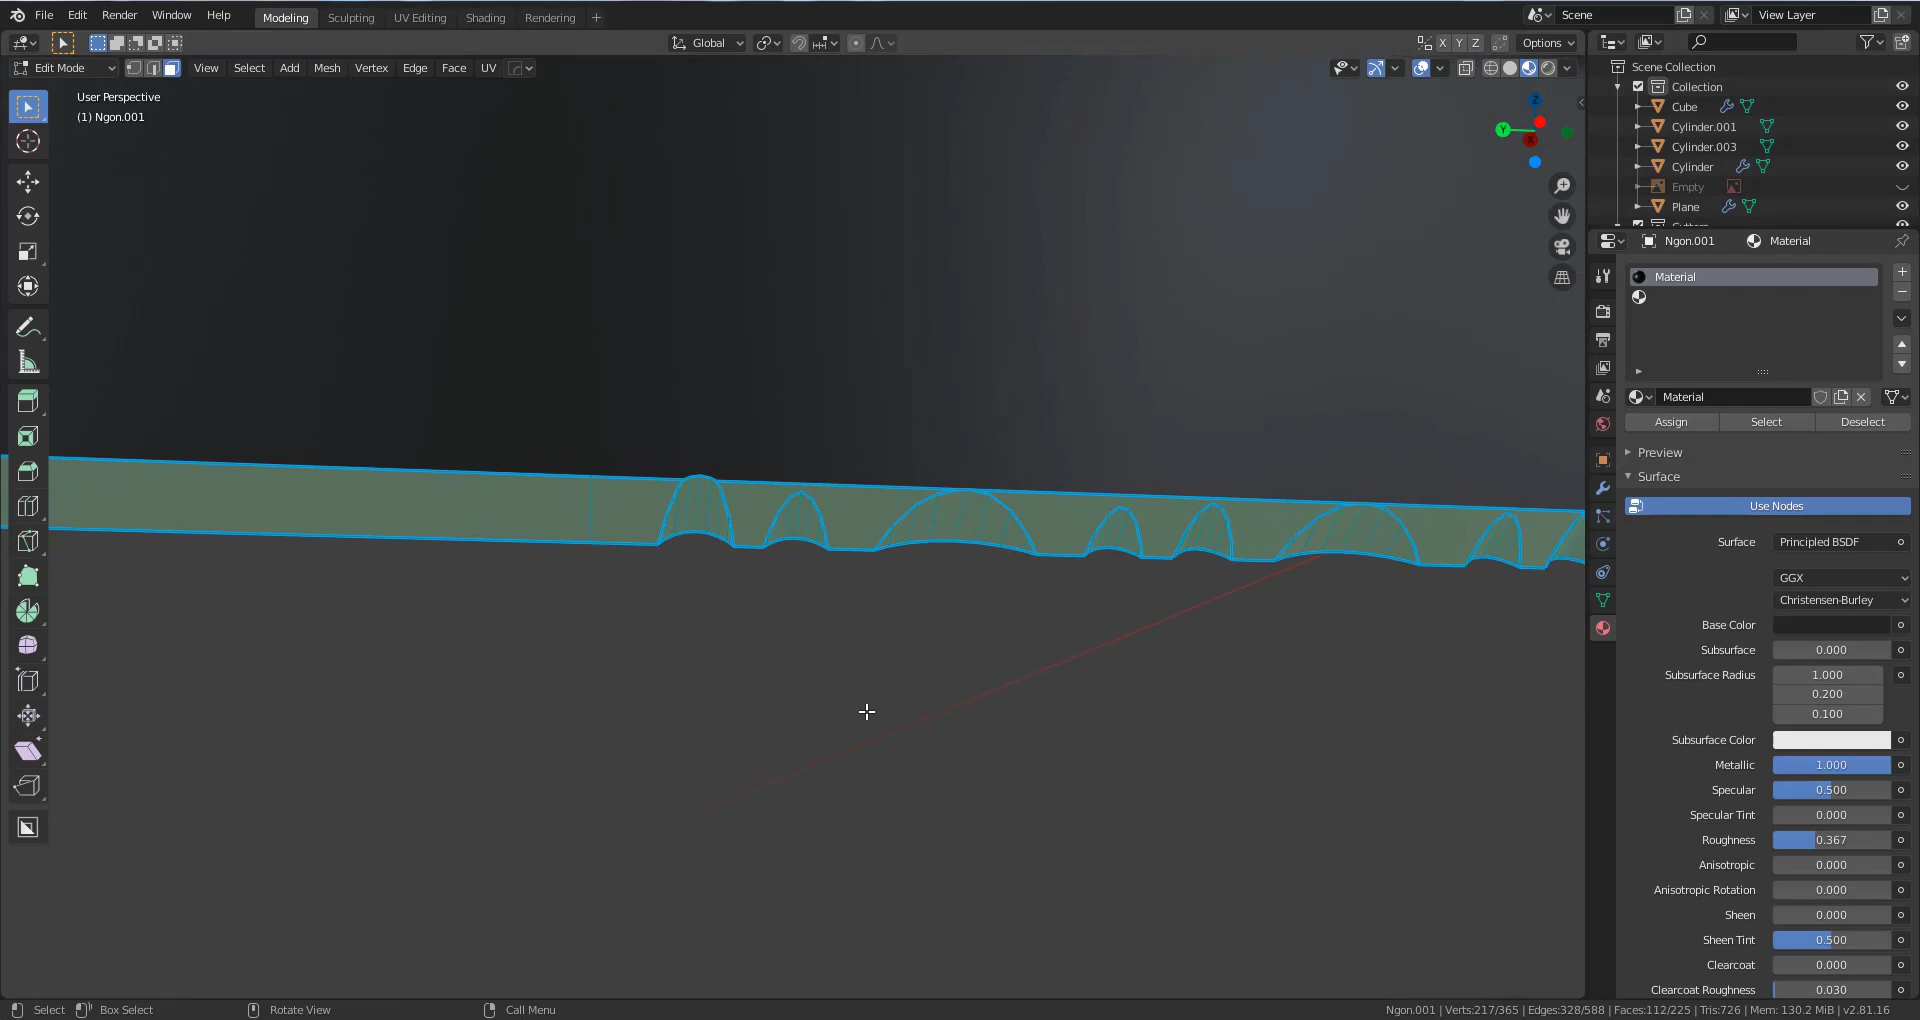 File Edit Render Window Help Modeling Sculpting UV Editing Shading Rendering + Scene View Layer
Global X Y Z Options
Edit Mode View Select Add Mesh Vertex Edge Face UV
User Perspective
(1) Ngon.001
Z
Y
X
Scene Collection
Collection
Cube
Cylinder.001
Cylinder.003
Cylinder
Empty
Plane
Ngon.001 Material
Material
Material
Assign Select Deselect
Preview
Surface
Use Nodes
Surface Principled BSDF
GGX
Christensen-Burley
Base Color
Subsurface 0.000
Subsurface Radius 1.000
0.200
0.100
Subsurface Color
Metallic 1.000
Specular 0.500
Specular Tint 0.000
Roughness 0.367
Anisotropic 0.000
Anisotropic Rotation 0.000
Sheen 0.000
Sheen Tint 0.500
Clearcoat 0.000
Clearcoat Roughness 0.030
Select Box Select Rotate View Call Menu Ngon.001 | Verts:217/365 | Edges:328/588 | Faces:112/225 | Tris:726 | Mem: 130.2 MiB | v2.81.16